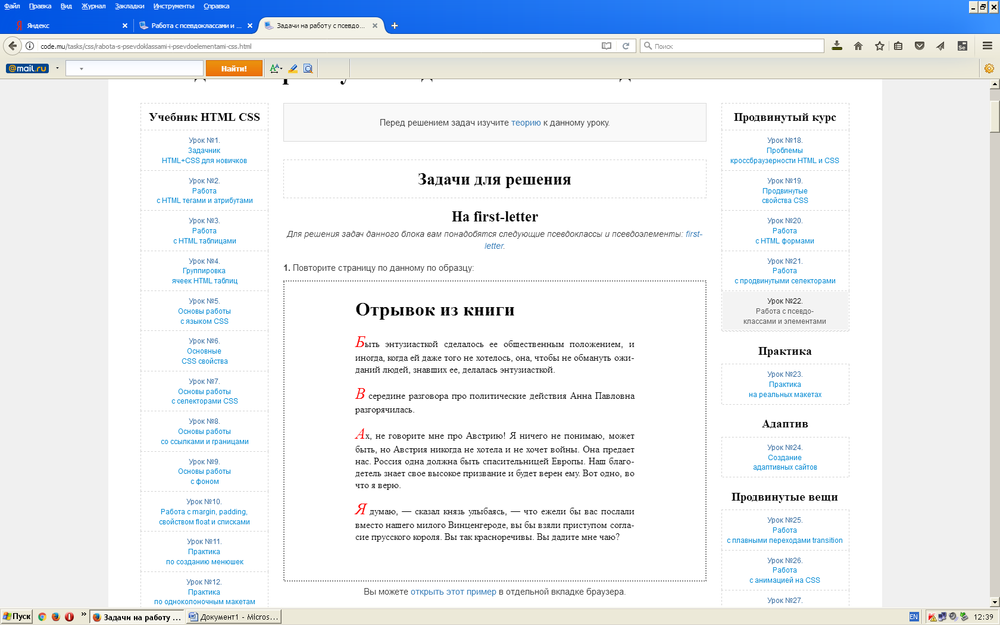 Файл Правка Вид Журнал Закладки Инструменты Справка
Яндекс
Работа с псевдоклассами и ...
Задачи на работу с псевдо...
code.mu/tasks/css/rabota-s-psevdoklassami-i-psevdoelementami-css.html
Поиск
@mail.ru
Найти!
Учебник HTML CSS
Урок №1.
Задачник
HTML+CSS для новичков
Урок №2.
Работа
с HTML тегами и атрибутами
Урок №3.
Работа
с HTML таблицами
Урок №4.
Группировка
ячеек HTML таблиц
Урок №5.
Основы работы
с языком CSS
Урок №6.
Основные
CSS свойства
Урок №7.
Основы работы
с селекторами CSS
Урок №8.
Основы работы
со ссылками и границами
Урок №9.
Основы работы
с фоном
Урок №10.
Работа с margin, padding,
свойством float и списками
Урок №11.
Практика
по созданию менюшек
Урок №12.
Практика
по одноколоночным макетам
Перед решением задач изучите теорию к данному уроку.
Задачи для решения
На first-letter
Для решения задач данного блока вам понадобятся следующие псевдоклассы и псевдоэлементы: first-
letter.
1. Повторите страницу по данному по образцу:
Отрывок из книги
Быть энтузиасткой сделалось ее общественным положением, и
иногда, когда ей даже того не хотелось, она, чтобы не обмануть ожи-
даний людей, знавших ее, делалась энтузиасткой.
В середине разговора про политические действия Анна Павловна
разгорячилась.
Ах, не говорите мне про Австрию! Я ничего не понимаю, может
быть, но Австрия никогда не хотела и не хочет войны. Она предает
нас. Россия одна должна быть спасительницей Европы. Наш благо-
детель знает свое высокое призвание и будет верен ему. Вот одно, во
что я верю.
Я думаю, — сказал князь улыбаясь, — что ежели бы вас послали
вместо нашего милого Винценгероде, вы бы взяли приступом согла-
сие прусского короля. Вы так красноречивы. Вы дадите мне чаю?
Вы можете открыть этот пример в отдельной вкладке браузера.
Продвинутый курс
Урок №18.
Проблемы
кроссбраузерности HTML и CSS
Урок №19.
Продвинутые
свойства CSS
Урок №20.
Работа
с HTML формами
Урок №21.
Работа
с продвинутыми селекторами
Урок №22.
Работа с псевдо-
классами и элементами
Практика
Урок №23.
Практика
на реальных макетах
Адаптив
Урок №24.
Создание
адаптивных сайтов
Продвинутые вещи
Урок №25.
Работа
с плавными переходами transition
Урок №26.
Работа
с анимацией на CSS
Урок №27.
Пуск
»
Задачи на работу ...
Документ1 - Micros...
EN
12:39